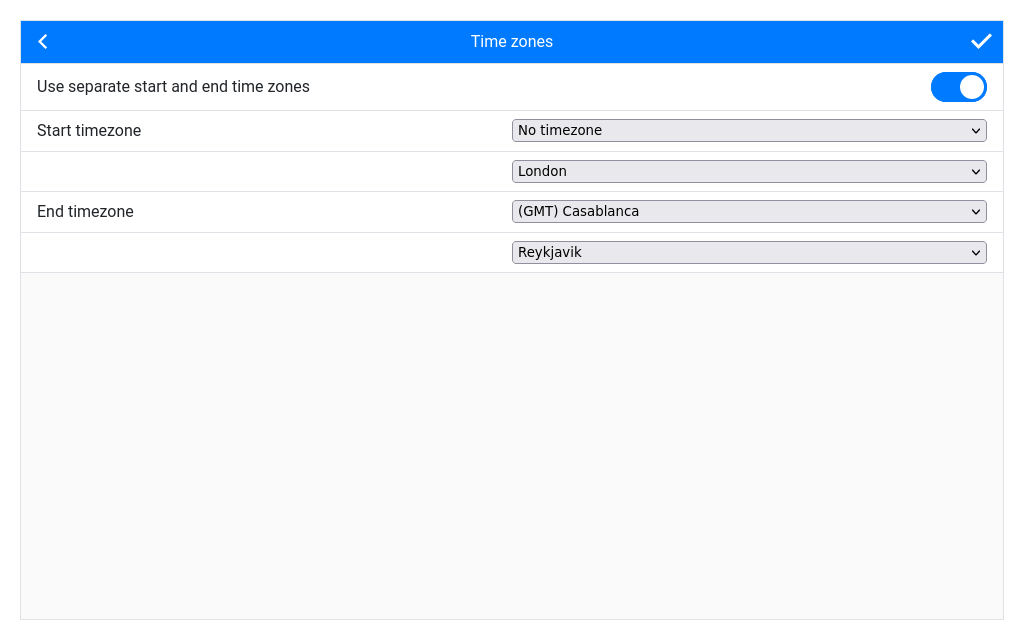 Time zones
Use separate start and end time zones
Start timezone No timezone
London
End timezone (GMT) Casablanca
Reykjavik